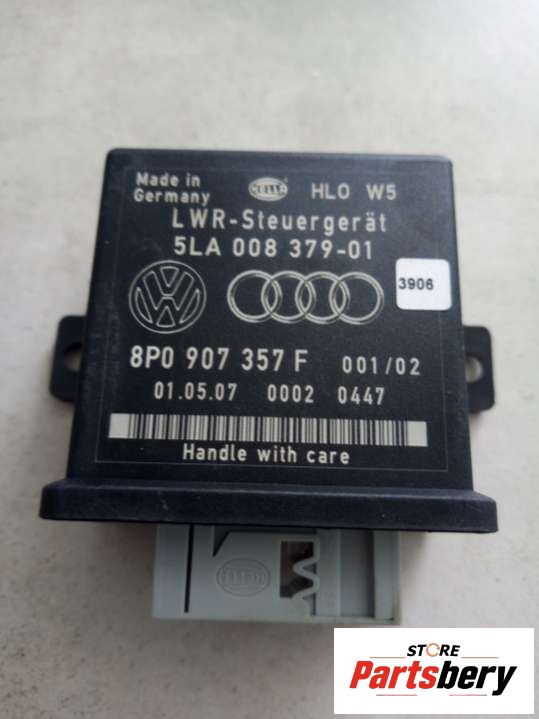 Made in
Germany
HELLA
HLO W5
LWR-Steuergerät
5LA 008 379-01
3906
8P0 907 357 F 001/02
01.05.07 0002 0447
Handle with care
HELLA
STORE
Partsbery